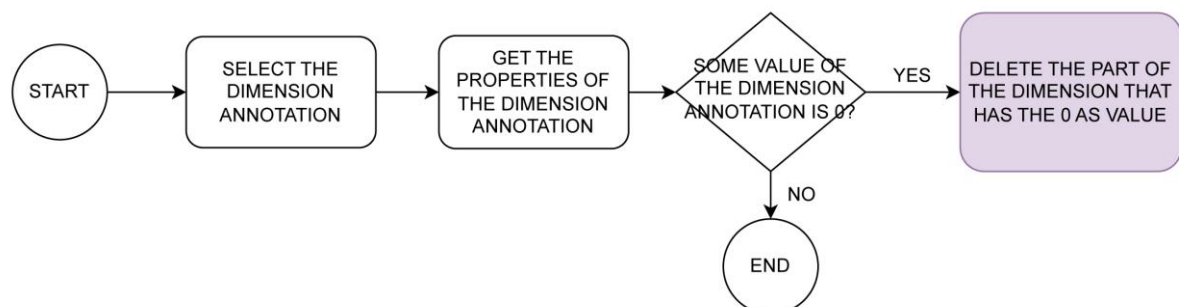 START
SELECT THE
DIMENSION
ANNOTATION
GET THE
PROPERTIES OF
THE DIMENSION
ANNOTATION
SOME VALUE OF
THE DIMENSION
ANNOTATION IS 0?
YES
DELETE THE PART OF
THE DIMENSION THAT
HAS THE 0 AS VALUE
NO
END